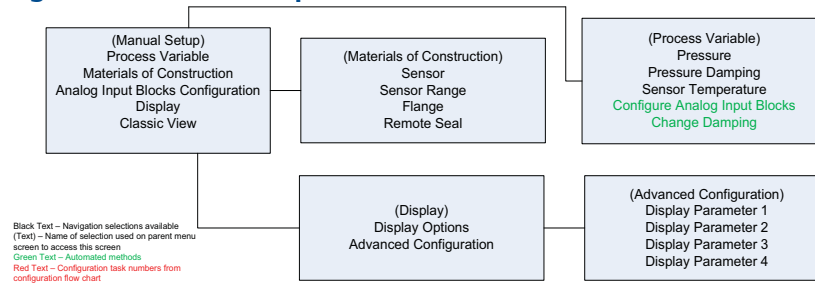 (Manual Setup)
Process Variable
Materials of Construction
Analog Input Blocks Configuration
Display
Classic View
(Materials of Construction)
Sensor
Sensor Range
Flange
Remote Seal
(Process Variable)
Pressure
Pressure Damping
Sensor Temperature
Configure Analog Input Blocks
Change Damping
(Display)
Display Options
Advanced Configuration
(Advanced Configuration)
Display Parameter 1
Display Parameter 2
Display Parameter 3
Display Parameter 4
Black Text – Navigation selections available
(Text) – Name of selection used on parent menu
screen to access this screen
Green Text – Automated methods
Red Text – Configuration task numbers from
configuration flow chart